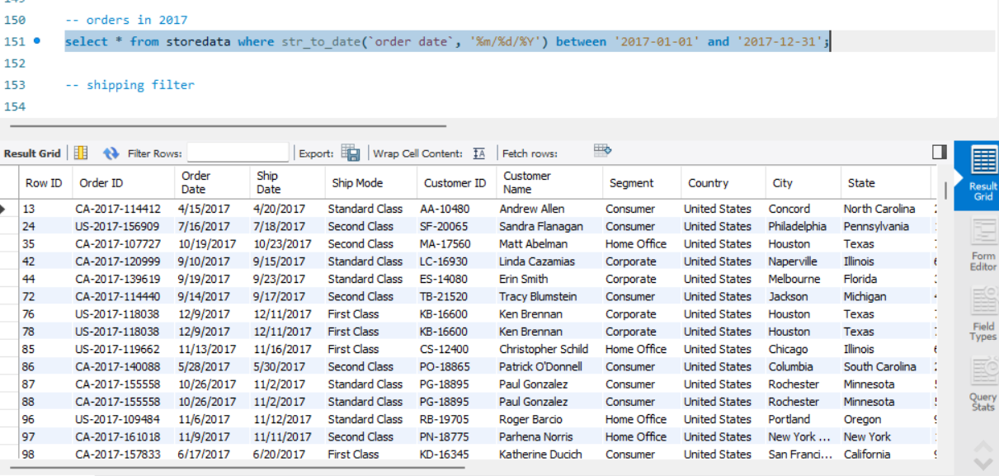 150 -- orders in 2017
151 select * from storedata where str_to_date(`order date`, '%m/%d/%Y') between '2017-01-01' and '2017-12-31';
152
153 -- shipping filter
154
Result Grid Filter Rows: Export: Wrap Cell Content: Fetch rows:
Row ID Order ID Order Date Ship Date Ship Mode Customer ID Customer Name Segment Country City State
13 CA-2017-114412 4/15/2017 4/20/2017 Standard Class AA-10480 Andrew Allen Consumer United States Concord North Carolina
24 US-2017-156909 7/16/2017 7/18/2017 Second Class SF-20065 Sandra Flanagan Consumer United States Philadelphia Pennsylvania
35 CA-2017-107727 10/19/2017 10/23/2017 Second Class MA-17560 Matt Abelman Home Office United States Houston Texas
42 CA-2017-120999 9/10/2017 9/15/2017 Standard Class LC-16930 Linda Cazamias Corporate United States Naperville Illinois
44 CA-2017-139619 9/19/2017 9/23/2017 Standard Class ES-14080 Erin Smith Corporate United States Melbourne Florida
72 CA-2017-114440 9/14/2017 9/17/2017 Second Class TB-21520 Tracy Blumstein Consumer United States Jackson Michigan
76 US-2017-118038 12/9/2017 12/11/2017 First Class KB-16600 Ken Brennan Corporate United States Houston Texas
78 US-2017-118038 12/9/2017 12/11/2017 First Class KB-16600 Ken Brennan Corporate United States Houston Texas
85 US-2017-119662 11/13/2017 11/16/2017 First Class CS-12400 Christopher Schild Home Office United States Chicago Illinois
86 CA-2017-140088 5/28/2017 5/30/2017 Second Class PO-18865 Patrick O'Donnell Consumer United States Columbia South Carolina
87 CA-2017-155558 10/26/2017 11/2/2017 Standard Class PG-18895 Paul Gonzalez Consumer United States Rochester Minnesota
88 CA-2017-155558 10/26/2017 11/2/2017 Standard Class PG-18895 Paul Gonzalez Consumer United States Rochester Minnesota
96 US-2017-109484 11/6/2017 11/12/2017 Standard Class RB-19705 Roger Barcio Home Office United States Portland Oregon
97 CA-2017-161018 11/9/2017 11/11/2017 Second Class PN-18775 Parhena Norris Home Office United States New York ... New York
98 CA-2017-157833 6/17/2017 6/20/2017 First Class KD-16345 Katherine Ducich Consumer United States San Franci... California
Result
Grid
Form
Editor
Field
Types
Query
Stats